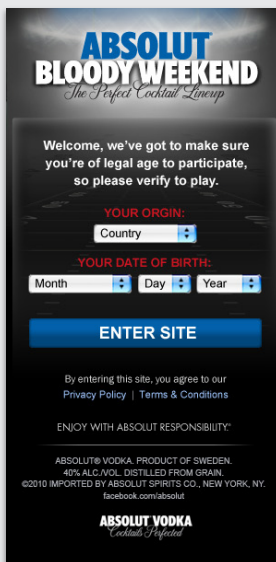 ABSOLUT
BLOODY WEEKEND
The Perfect Cocktail Lineup
Welcome, we've got to make sure
you're of legal age to participate,
so please verify to play.
YOUR ORGIN:
Country
YOUR DATE OF BIRTH:
Month Day Year
ENTER SITE
By entering this site, you agree to our
Privacy Policy | Terms & Conditions
ENJOY WITH ABSOLUT RESPONSIBILITY.℠
ABSOLUT® VODKA. PRODUCT OF SWEDEN.
40% ALC./VOL. DISTILLED FROM GRAIN.
©2010 IMPORTED BY ABSOLUT SPIRITS CO., NEW YORK, NY.
facebook.com/absolut
ABSOLUT VODKA
Cocktails Perfected